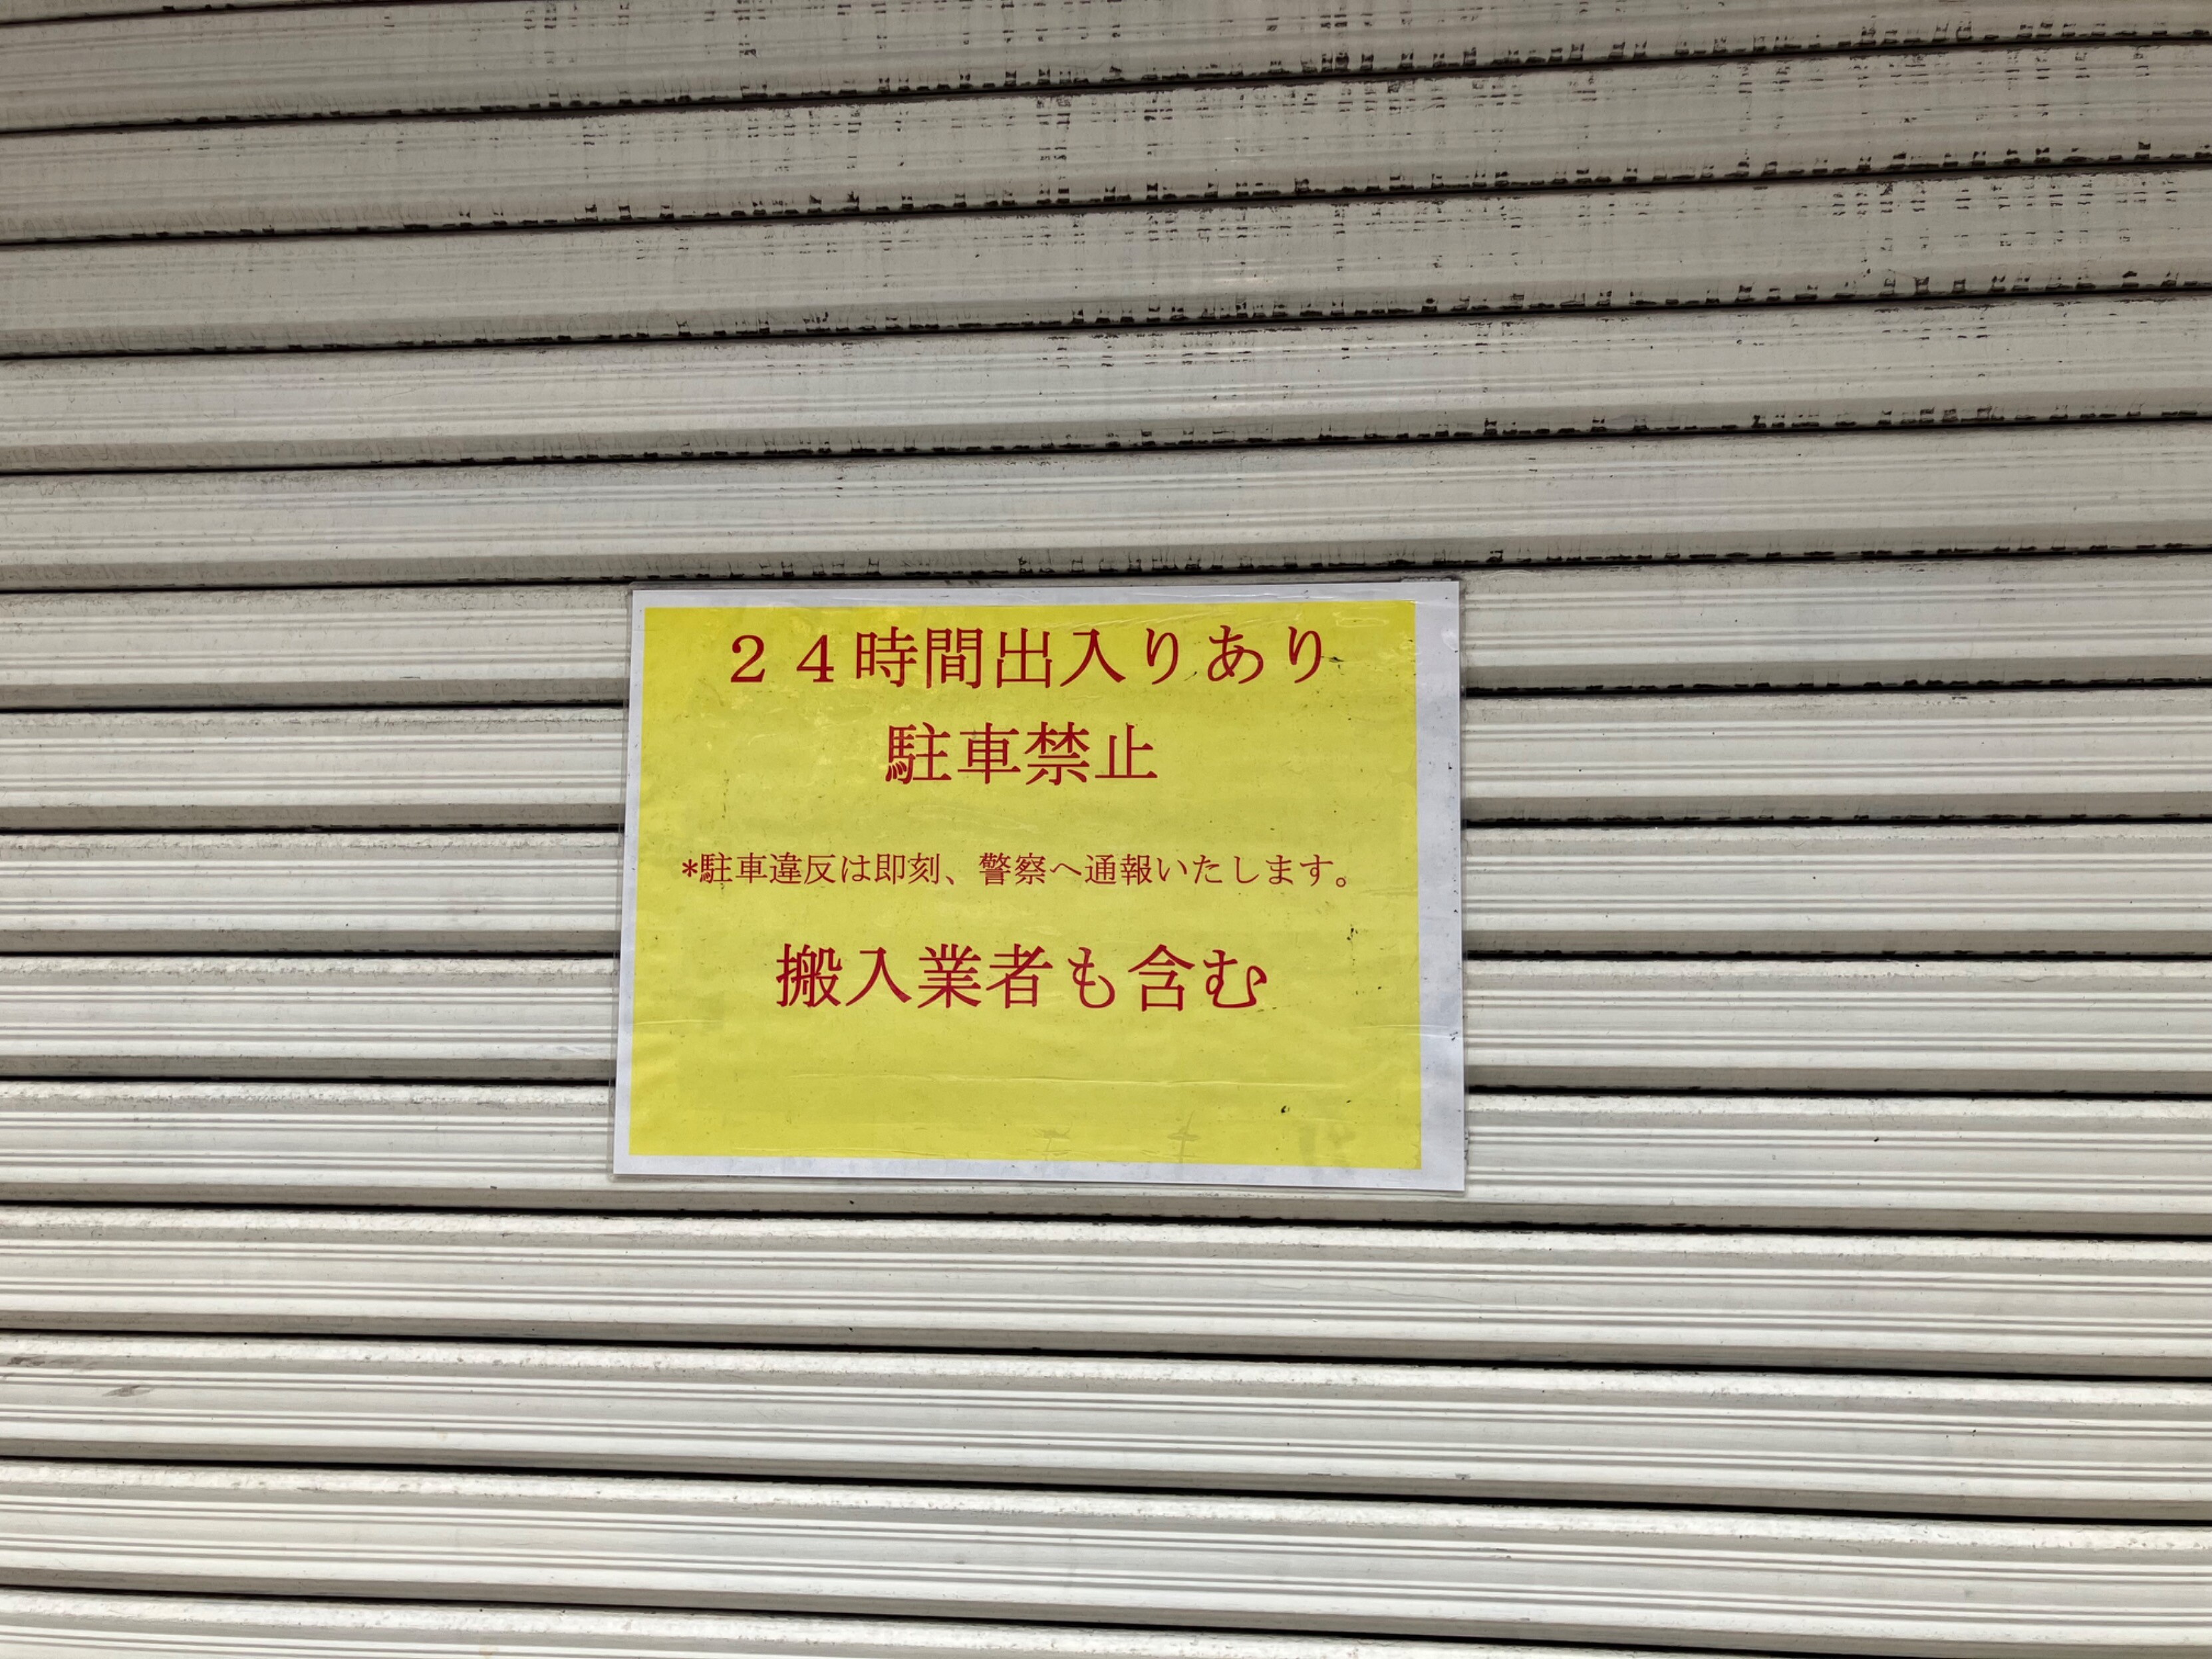 ２４時間出入りあり
駐車禁止
*駐車違反は即刻、警察へ通報いたします。
搬入業者も含む